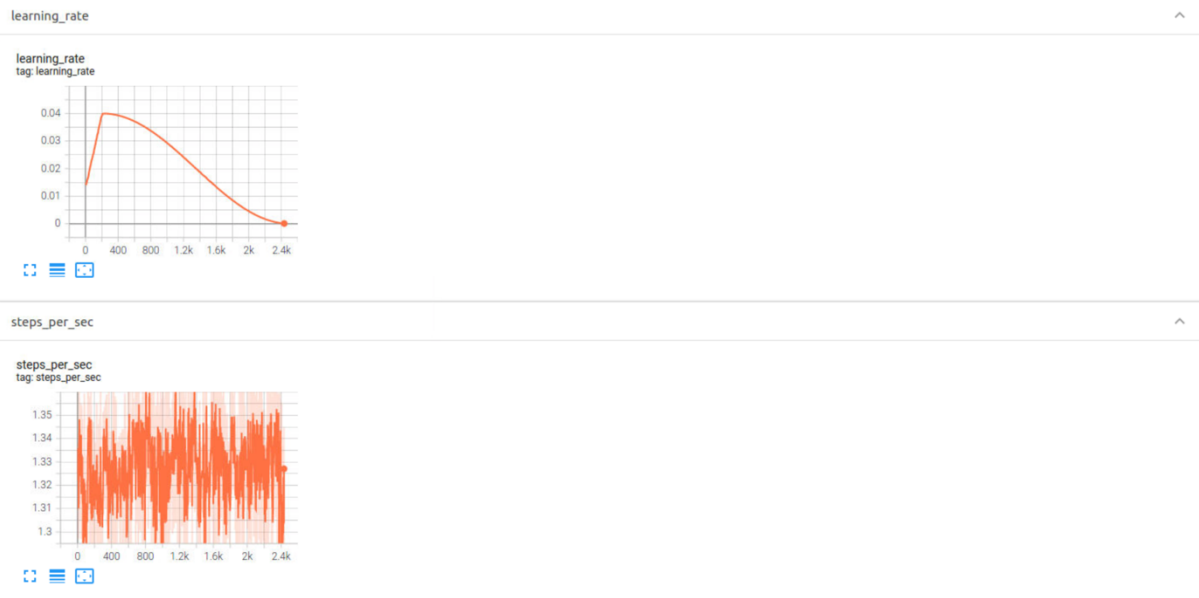 learning_rate
learning_rate
tag: learning_rate
0.04
0.03
0.02
0.01
0
0 400 800 1.2k 1.6k 2k 2.4k
steps_per_sec
steps_per_sec
tag: steps_per_sec
1.35
1.34
1.33
1.32
1.31
1.3
0 400 800 1.2k 1.6k 2k 2.4k